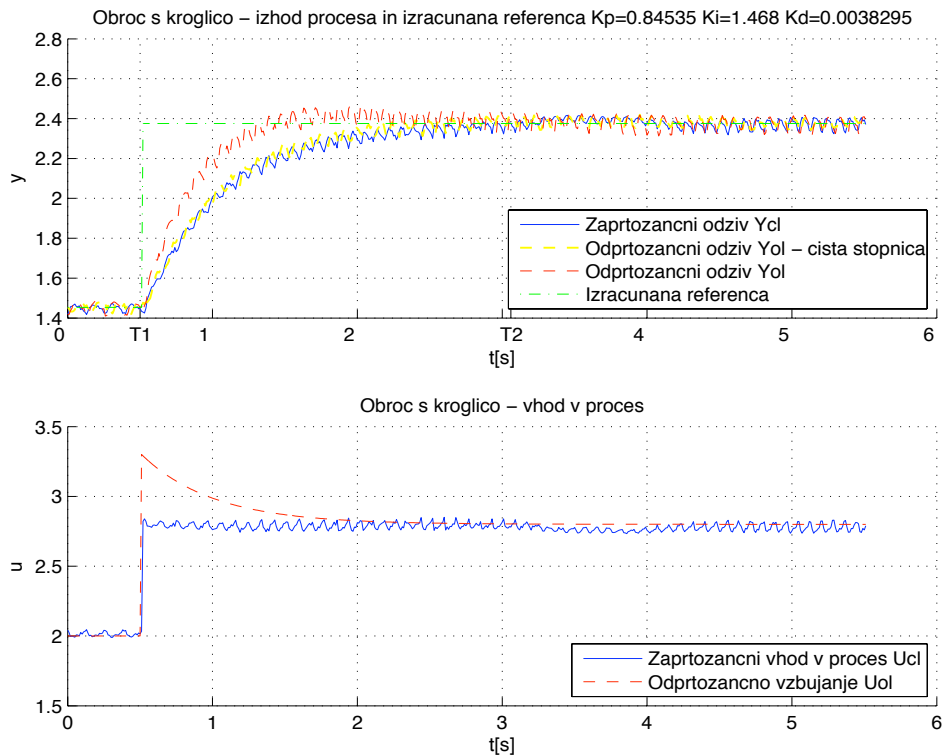 Obroc s kroglico − izhod procesa in izracunana referenca Kp=0.84535 Ki=1.468 Kd=0.0038295
2.8
2.6
2.4
2.2
2
1.8
1.6
1.4
y
Zaprtozancni odziv Ycl
Odprtozancni odziv Yol − cista stopnica
Odprtozancni odziv Yol
Izracunana referenca
0 T1 1 2 T2 4 5 6
t[s]
Obroc s kroglico − vhod v proces
3.5
3
2.5
2
1.5
u
Zaprtozancni vhod v proces Ucl
Odprtozancno vzbujanje Uol
0 1 2 3 4 5 6
t[s]